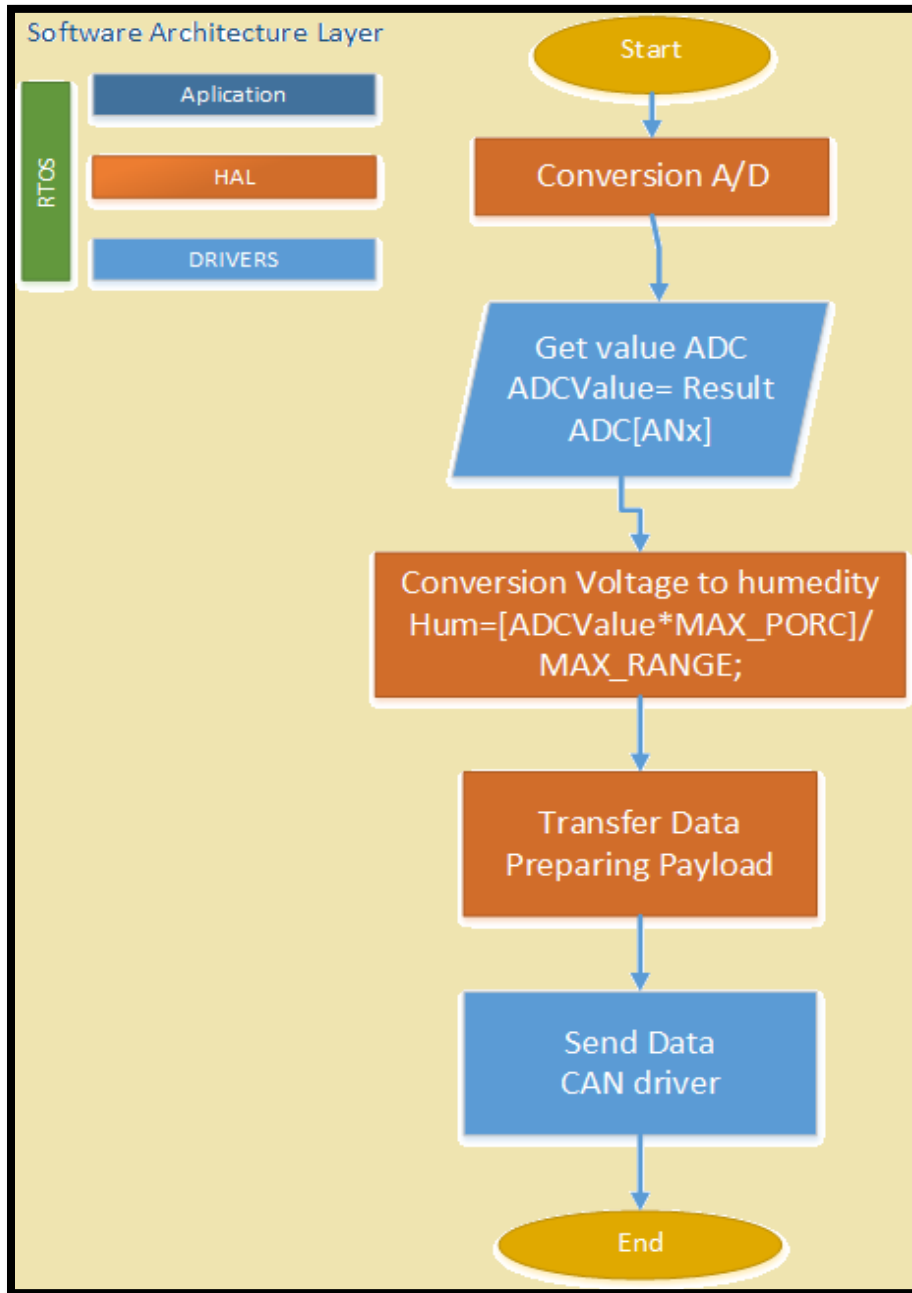 Software Architecture Layer
RTOS
Aplication
HAL
DRIVERS
Start
Conversion A/D
Get value ADC
ADCValue= Result
ADC[ANx]
Conversion Voltage to humedity
Hum=[ADCValue*MAX_PORC]/
MAX_RANGE;
Transfer Data
Preparing Payload
Send Data
CAN driver
End